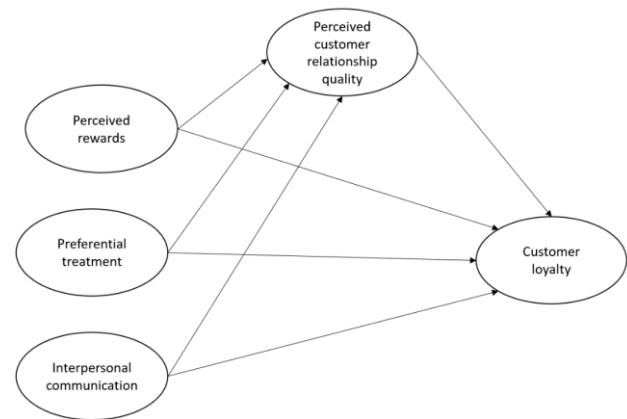 Perceived
customer
relationship
quality
Perceived
rewards
Preferential
treatment
Customer
loyalty
Interpersonal
communication